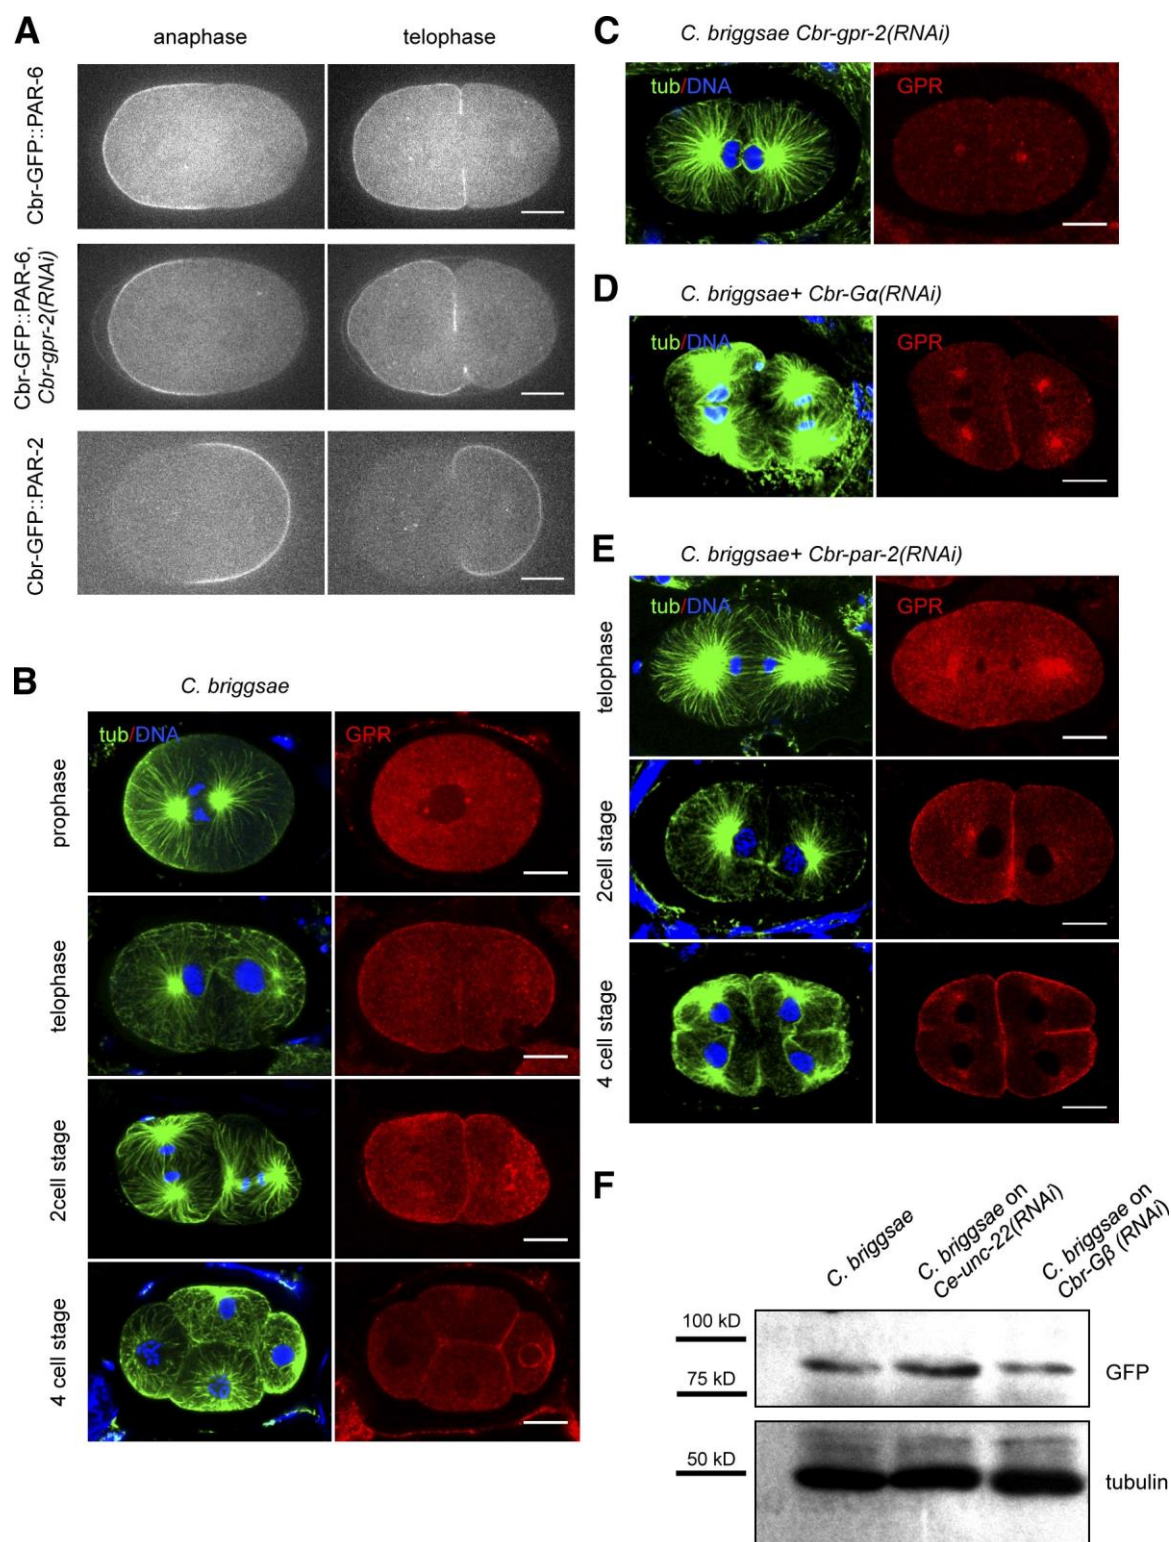 A
anaphase
telophase
Cbr-GFP::PAR-6
Cbr-GFP::PAR-6,
Cbr-gpr-2(RNAi)
Cbr-GFP::PAR-2
B
C. briggsae
tub/DNA
GPR
prophase
telophase
2cell stage
4 cell stage
C
C. briggsae Cbr-gpr-2(RNAi)
tub/DNA
GPR
D
C. briggsae+ Cbr-Gα(RNAi)
tub/DNA
GPR
E
C. briggsae+ Cbr-par-2(RNAi)
tub/DNA
GPR
telophase
2cell stage
4 cell stage
F
C. briggsae
C. briggsae on
Ce-unc-22(RNAi)
C. briggsae on
Cbr-Gβ (RNAi)
100 kD
75 kD
GFP
50 kD
tubulin